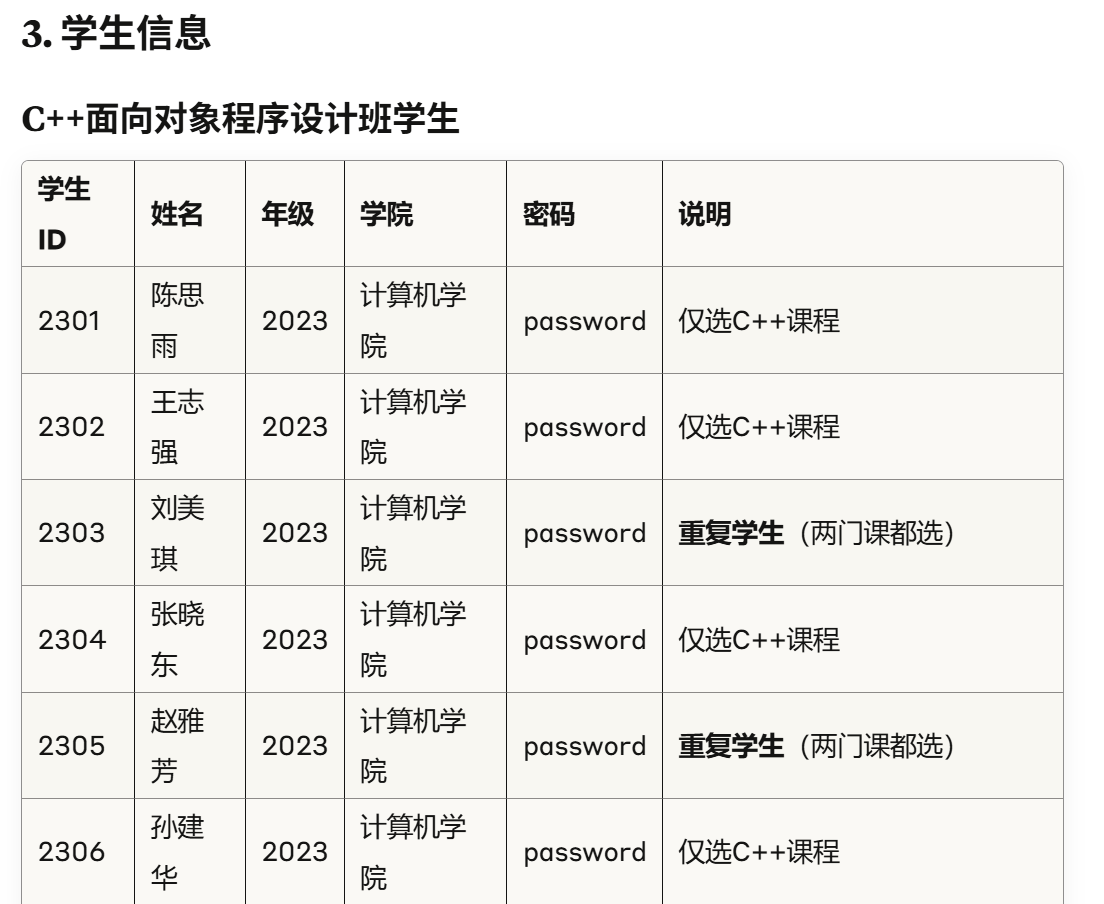 3. 学生信息
C++面向对象程序设计班学生
学生ID 姓名 年级 学院 密码 说明
2301 陈思雨 2023 计算机学院 password 仅选C++课程
2302 王志强 2023 计算机学院 password 仅选C++课程
2303 刘美琪 2023 计算机学院 password 重复学生（两门课都选）
2304 张晓东 2023 计算机学院 password 仅选C++课程
2305 赵雅芳 2023 计算机学院 password 重复学生（两门课都选）
2306 孙建华 2023 计算机学院 password 仅选C++课程